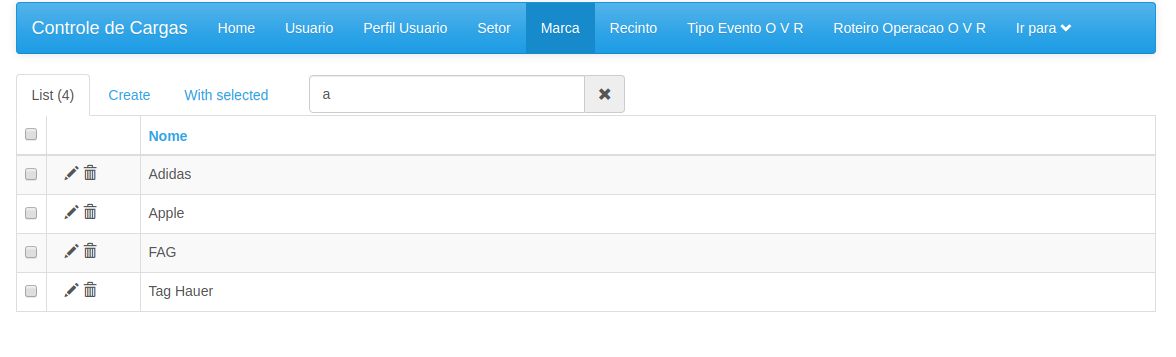 Controle de Cargas Home Usuario Perfil Usuario Setor Marca Recinto Tipo Evento O V R Roteiro Operacao O V R Ir para
List (4) Create With selected a
Nome
Adidas
Apple
FAG
Tag Hauer